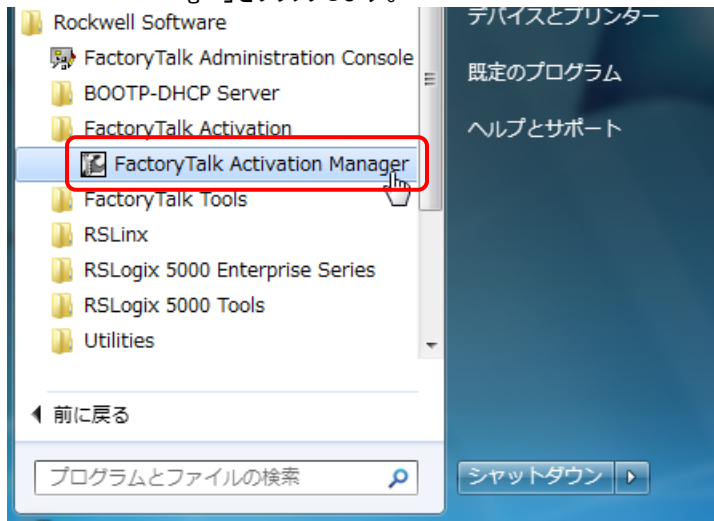 Rockwell Software
FactoryTalk Administration Console
BOOTP-DHCP Server
FactoryTalk Activation
FactoryTalk Activation Manager
FactoryTalk Tools
RSLinx
RSLogix 5000 Enterprise Series
RSLogix 5000 Tools
Utilities
前に戻る
プログラムとファイルの検索
デバイスとプリンター
既定のプログラム
ヘルプとサポート
シャットダウン